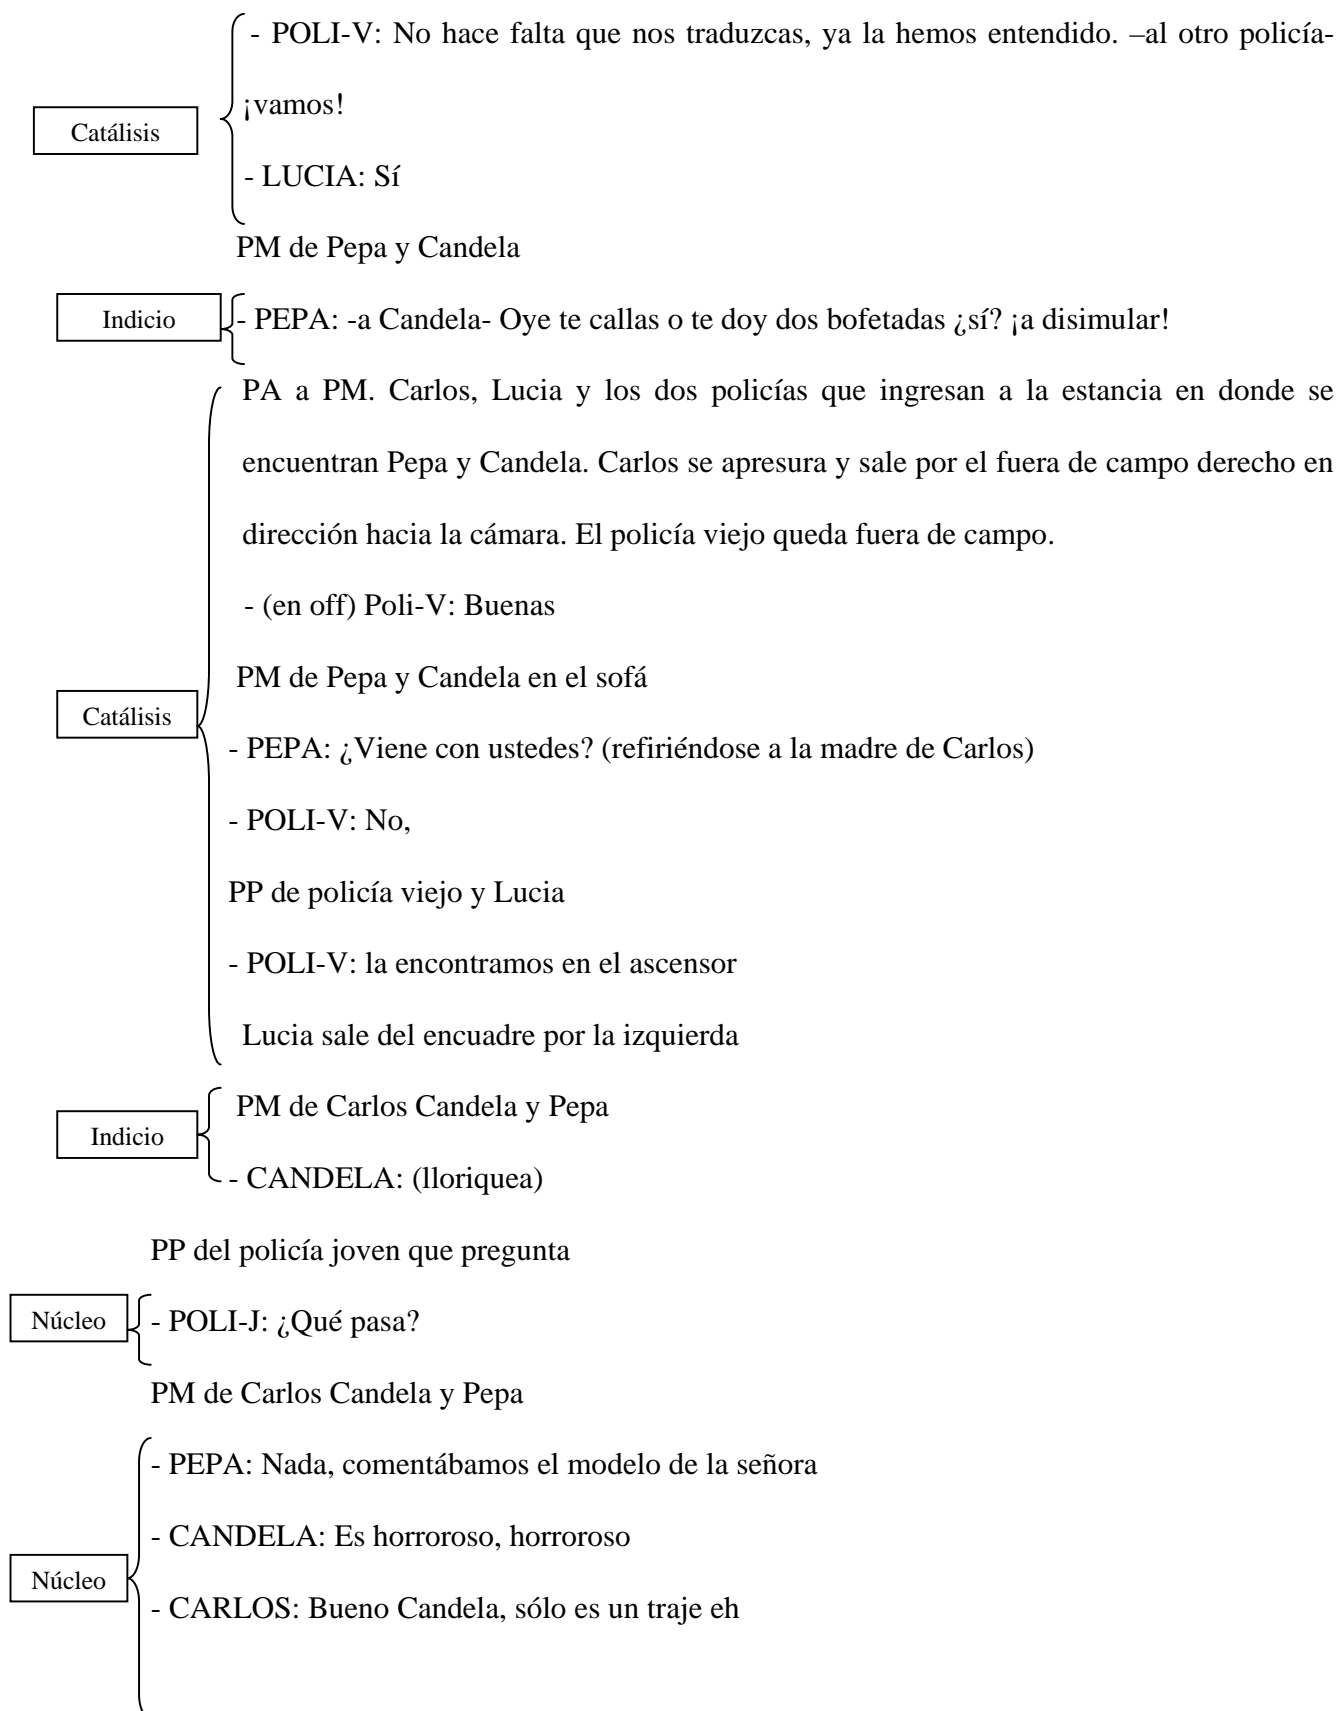 - POLI-V: No hace falta que nos traduzcas, ya la hemos entendido. –al otro policía-
¡vamos!
Catálisis
- LUCIA: Sí
PM de Pepa y Candela
Indicio
- PEPA: -a Candela- Oye te callas o te doy dos bofetadas ¿sí? ¡a disimular!
PA a PM. Carlos, Lucia y los dos policías que ingresan a la estancia en donde se
encuentran Pepa y Candela. Carlos se apresura y sale por el fuera de campo derecho en
dirección hacia la cámara. El policía viejo queda fuera de campo.
- (en off) Poli-V: Buenas
PM de Pepa y Candela en el sofá
Catálisis
- PEPA: ¿Viene con ustedes? (refiriéndose a la madre de Carlos)
- POLI-V: No,
PP de policía viejo y Lucia
- POLI-V: la encontramos en el ascensor
Lucia sale del encuadre por la izquierda
PM de Carlos Candela y Pepa
Indicio
- CANDELA: (lloriquea)
PP del policía joven que pregunta
Núcleo
- POLI-J: ¿Qué pasa?
PM de Carlos Candela y Pepa
- PEPA: Nada, comentábamos el modelo de la señora
- CANDELA: Es horroroso, horroroso
Núcleo
- CARLOS: Bueno Candela, sólo es un traje eh